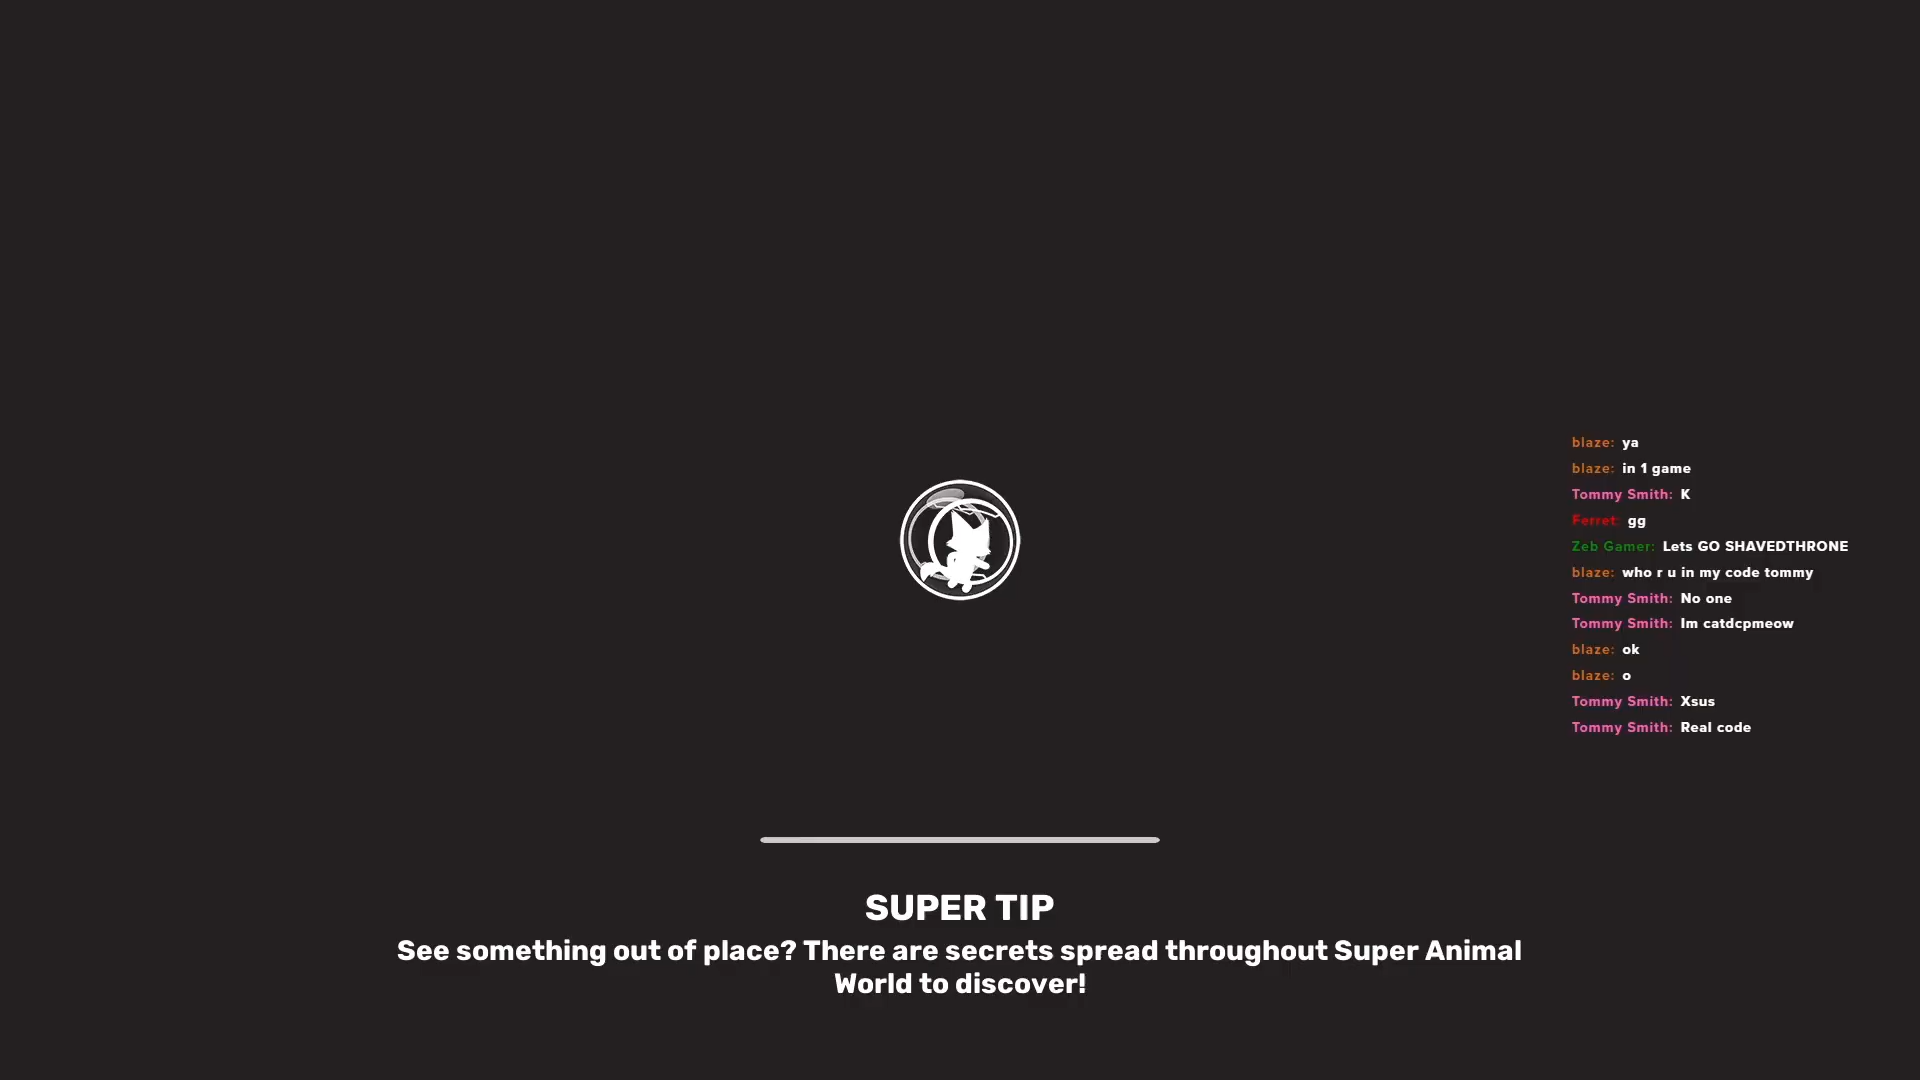 blaze: ya
blaze: in 1 game
Tommy Smith: K
Ferret: gg
Zeb Gamer: Lets GO SHAVEDTHRONE
blaze: who r u in my code tommy
Tommy Smith: No one
Tommy Smith: Im catdcpmeow
blaze: ok
blaze: o
Tommy Smith: Xsus
Tommy Smith: Real code
SUPER TIP
See something out of place? There are secrets spread throughout Super Animal
World to discover!